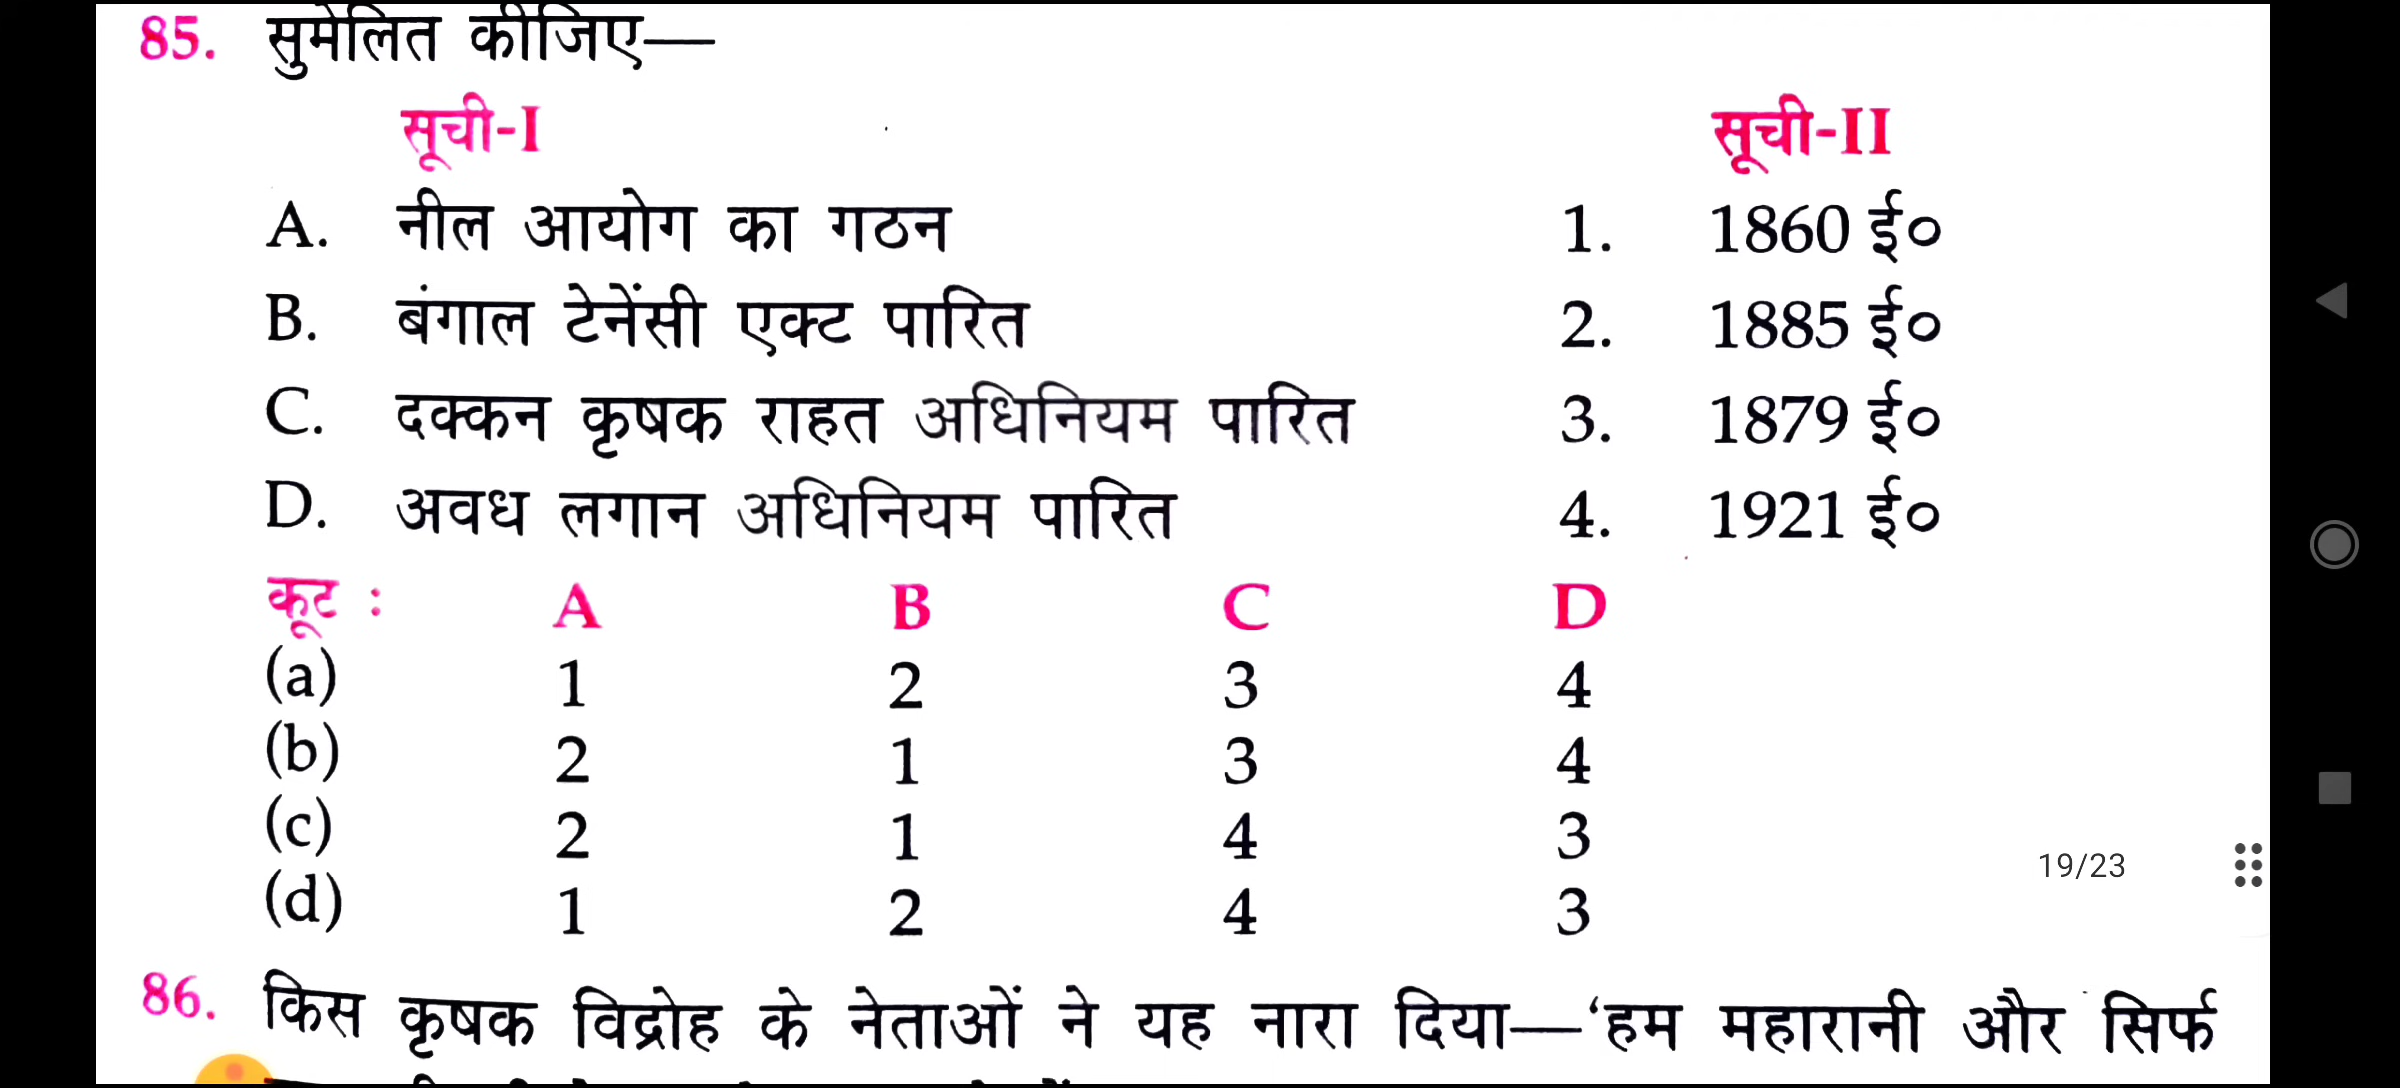 85. सुमेलित कीजिए—
सूची-I सूची-II
A. नील आयोग का गठन 1. 1860 ई०
B. बंगाल टेनेंसी एक्ट पारित 2. 1885 ई०
C. दक्कन कृषक राहत अधिनियम पारित 3. 1879 ई०
D. अवध लगान अधिनियम पारित 4. 1921 ई०
कूट : A B C D
(a) 1 2 3 4
(b) 2 1 3 4
(c) 2 1 4 3
(d) 1 2 4 3
19/23
86. किस कृषक विद्रोह के नेताओं ने यह नारा दिया—‘हम महारानी और सिर्फ